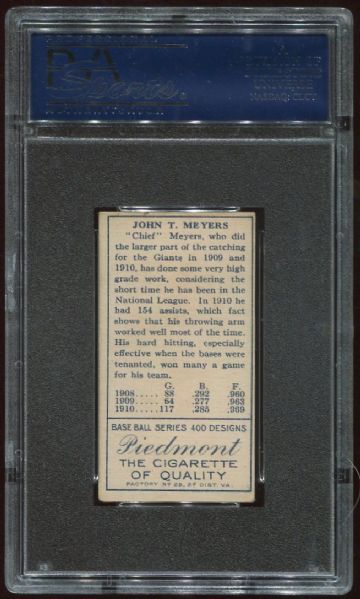 PSA
Sports
NASDAQ: CLCT
JOHN T. MEYERS
"Chief" Meyers, who did
the larger part of the catching
for the Giants in 1909 and
1910, has done some very high
grade work, considering the
short time he has been in the
National League. In 1910 he
had 154 assists, which fact
shows that his throwing arm
worked well most of the time.
His hard hitting, especially
effective when the bases were
tenanted, won many a game
for his team.
G. B. F.
1908..... 88 .292 .960
1909..... 64 .277 .963
1910.....117 .285 .969
BASE BALL SERIES 400 DESIGNS
Piedmont
THE CIGARETTE
OF QUALITY
FACTORY Nº 25, 2ᴰ DIST. VA.